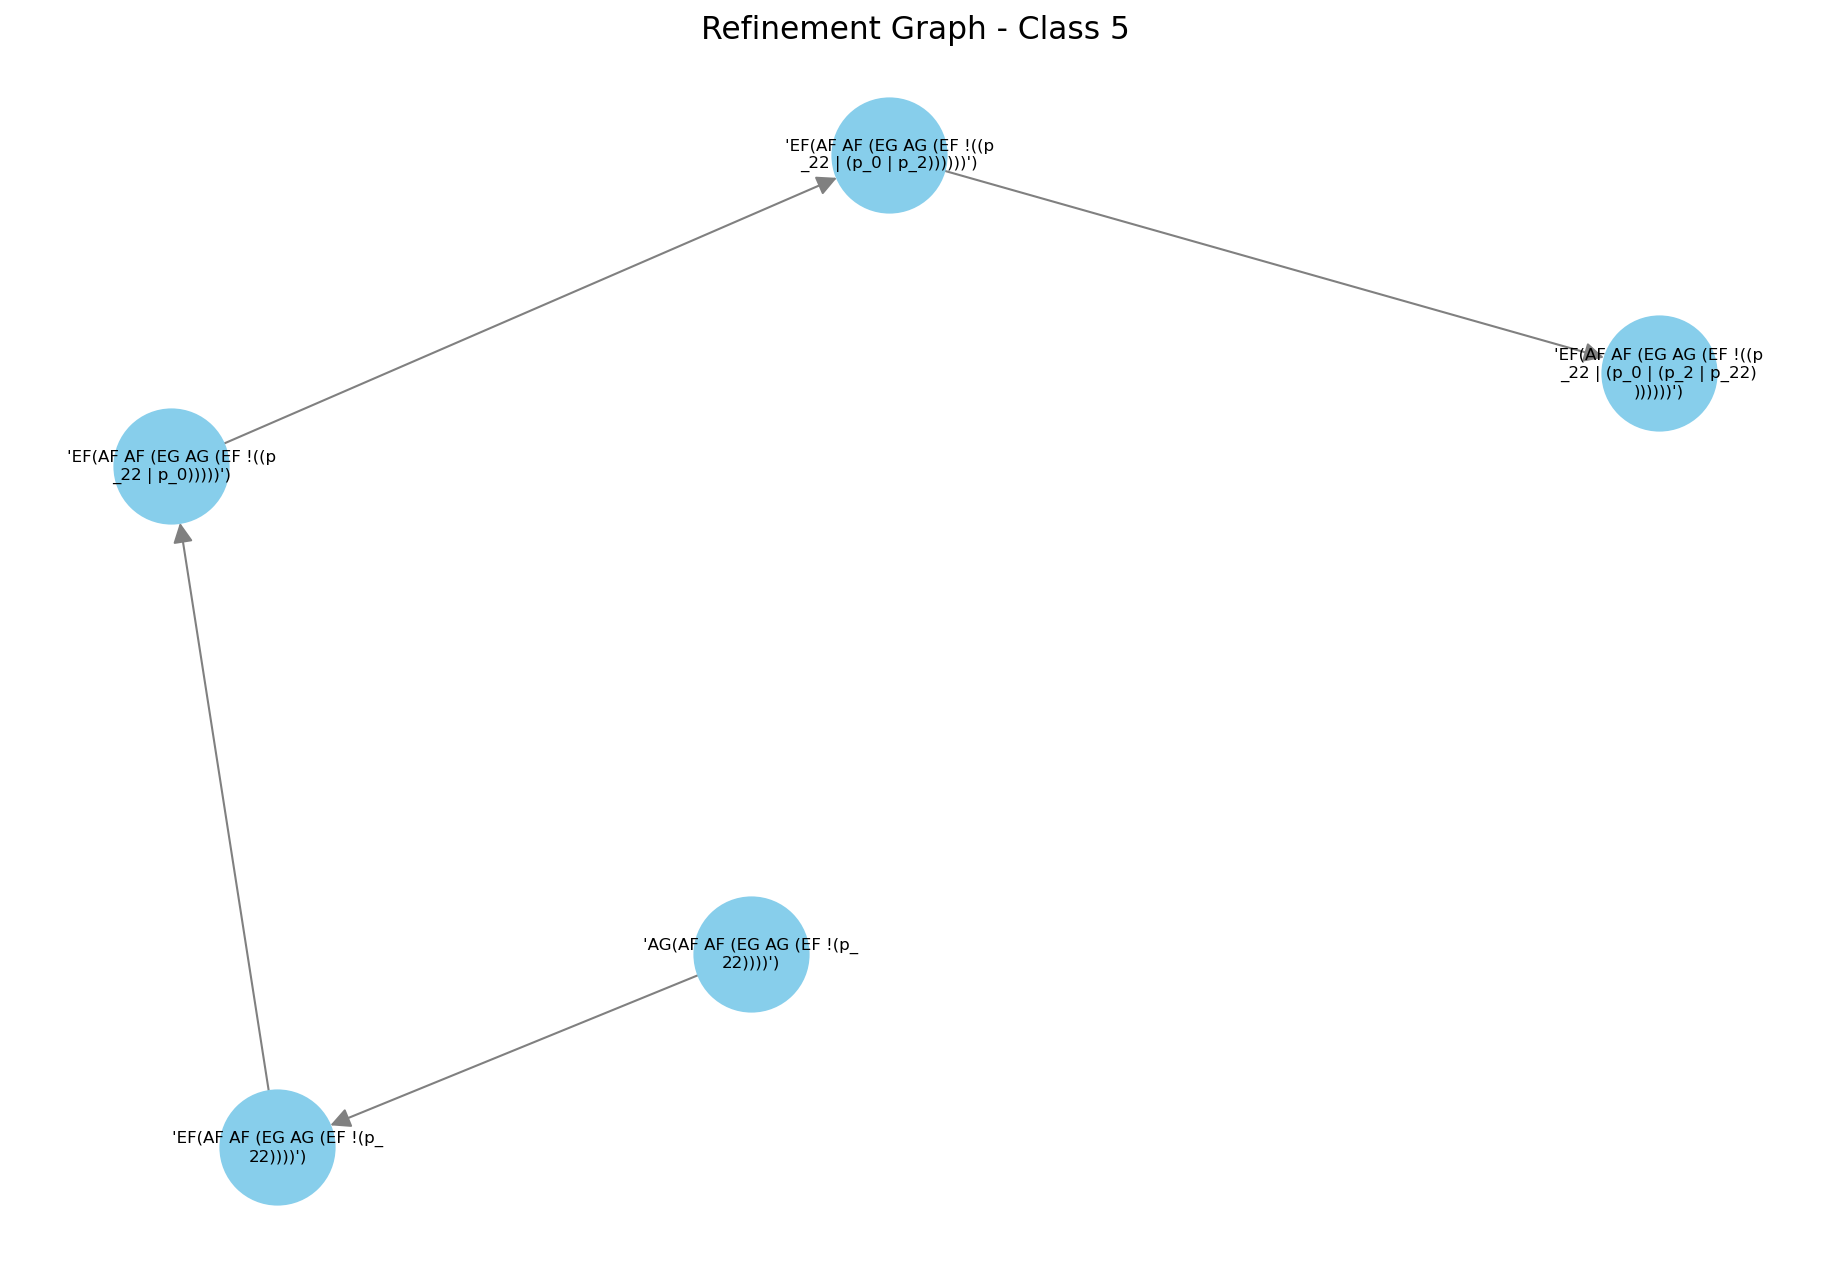 Refinement Graph - Class 5
'EF(AF AF (EG AG (EF !((p
_22 | (p_0 | p_2))))))')
'EF(AF AF (EG AG (EF !((p
_22 | (p_0 | (p_2 | p_22)
))))))')
'EF(AF AF (EG AG (EF !((p
_22 | p_0)))))')
'AG(AF AF (EG AG (EF !(p_
22))))')
'EF(AF AF (EG AG (EF !(p_
22))))')